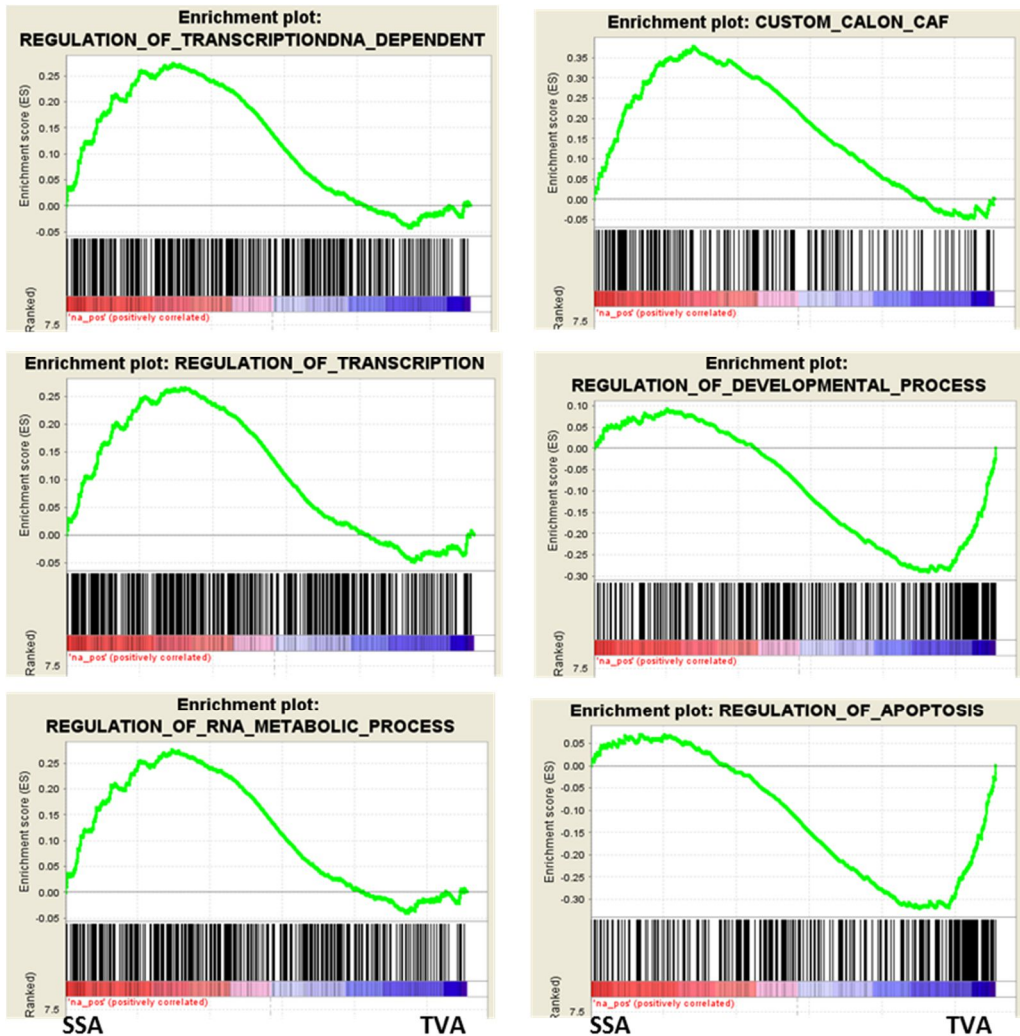 Enrichment plot:
REGULATION_OF_TRANSCRIPTIONDNA_DEPENDENT
Enrichment score (ES)
0.25
0.20
0.15
0.10
0.05
0.00
-0.05
Ranked)
'na_pos' (positively correlated)
7.5
Enrichment plot: CUSTOM_CALON_CAF
Enrichment score (ES)
0.35
0.30
0.25
0.20
0.15
0.10
0.05
0.00
-0.05
Ranked)
'na_pos' (positively correlated)
7.5
Enrichment plot: REGULATION_OF_TRANSCRIPTION
Enrichment score (ES)
0.25
0.20
0.15
0.10
0.05
0.00
-0.05
Ranked)
'na_pos' (positively correlated)
7.5
Enrichment plot:
REGULATION_OF_DEVELOPMENTAL_PROCESS
Enrichment score (ES)
0.10
0.05
0.00
-0.05
-0.10
-0.15
-0.20
-0.25
-0.30
Ranked)
'na_pos' (positively correlated)
7.5
Enrichment plot:
REGULATION_OF_RNA_METABOLIC_PROCESS
Enrichment score (ES)
0.25
0.20
0.15
0.10
0.05
0.00
-0.05
Ranked)
'na_pos' (positively correlated)
7.5
SSA TVA
Enrichment plot: REGULATION_OF_APOPTOSIS
Enrichment score (ES)
0.05
0.00
-0.05
-0.10
-0.15
-0.20
-0.25
-0.30
Ranked)
'na_pos' (positively correlated)
7.5
SSA TVA